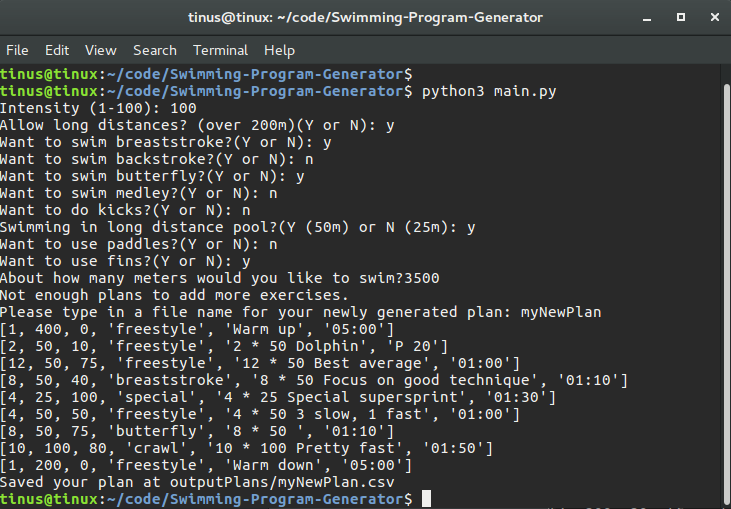 tinus@tinux: ~/code/Swimming-Program-Generator
File Edit View Search Terminal Help
tinus@tinux:~/code/Swimming-Program-Generator$
tinus@tinux:~/code/Swimming-Program-Generator$ python3 main.py
Intensity (1-100): 100
Allow long distances? (over 200m)(Y or N): y
Want to swim breaststroke?(Y or N): y
Want to swim backstroke?(Y or N): n
Want to swim butterfly?(Y or N): y
Want to swim medley?(Y or N): n
Want to do kicks?(Y or N): n
Swimming in long distance pool?(Y (50m) or N (25m): y
Want to use paddles?(Y or N): n
Want to use fins?(Y or N): y
About how many meters would you like to swim?3500
Not enough plans to add more exercises.
Please type in a file name for your newly generated plan: myNewPlan
[1, 400, 0, 'freestyle', 'Warm up', '05:00']
[2, 50, 10, 'freestyle', '2 * 50 Dolphin', 'P 20']
[12, 50, 75, 'freestyle', '12 * 50 Best average', '01:00']
[8, 50, 40, 'breaststroke', '8 * 50 Focus on good technique', '01:10']
[4, 25, 100, 'special', '4 * 25 Special supersprint', '01:30']
[4, 50, 50, 'freestyle', '4 * 50 3 slow, 1 fast', '01:00']
[8, 50, 75, 'butterfly', '8 * 50 ', '01:10']
[10, 100, 80, 'crawl', '10 * 100 Pretty fast', '01:50']
[1, 200, 0, 'freestyle', 'Warm down', '05:00']
Saved your plan at outputPlans/myNewPlan.csv
tinus@tinux:~/code/Swimming-Program-Generator$